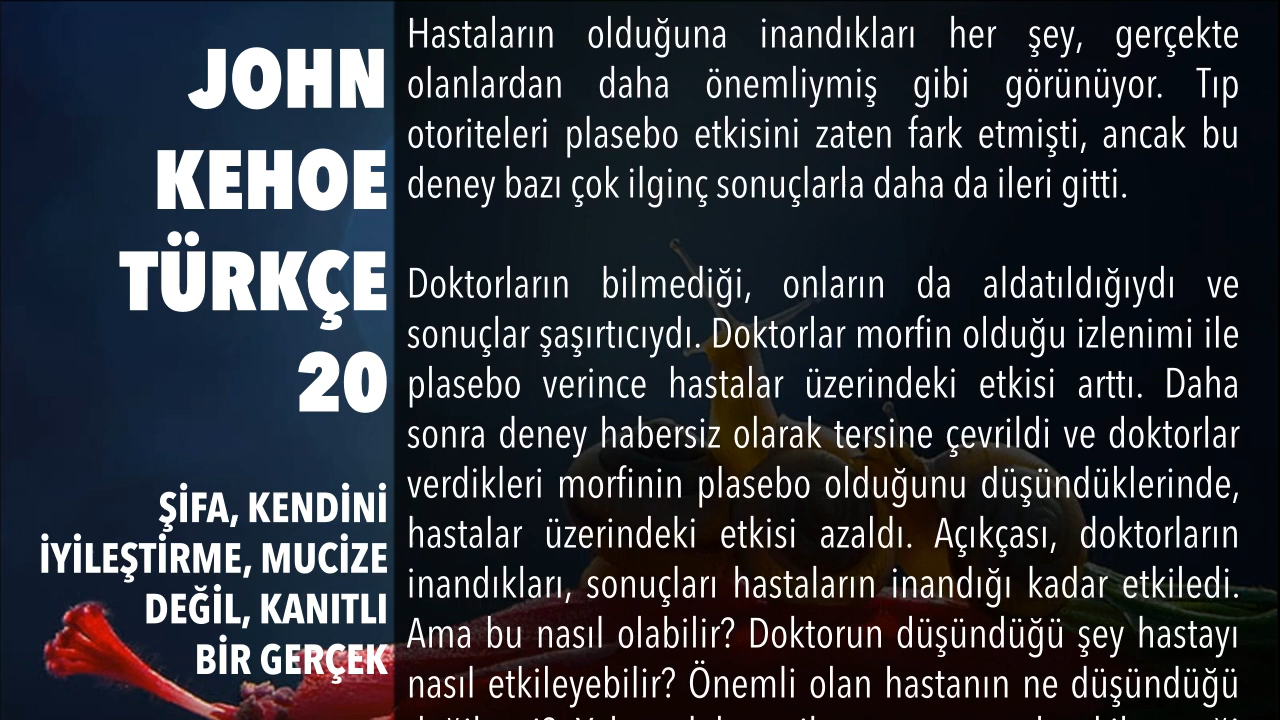 JOHN
KEHOE
TÜRKÇE
20
ŞİFA, KENDİNİ
İYİLEŞTİRME, MUCİZE
DEĞİL, KANITLI
BİR GERÇEK
Hastaların olduğuna inandıkları her şey, gerçekte
olanlardan daha önemliymiş gibi görünüyor. Tıp
otoriteleri plasebo etkisini zaten fark etmişti, ancak bu
deney bazı çok ilginç sonuçlarla daha da ileri gitti.
Doktorların bilmediği, onların da aldatıldığıydı ve
sonuçlar şaşırtıcıydı. Doktorlar morfin olduğu izlenimi ile
plasebo verince hastalar üzerindeki etkisi arttı. Daha
sonra deney habersiz olarak tersine çevrildi ve doktorlar
verdikleri morfinin plasebo olduğunu düşündüklerinde,
hastalar üzerindeki etkisi azaldı. Açıkçası, doktorların
inandıkları, sonuçları hastaların inandığı kadar etkiledi.
Ama bu nasıl olabilir? Doktorun düşündüğü şey hastayı
nasıl etkileyebilir? Önemli olan hastanın ne düşündüğü